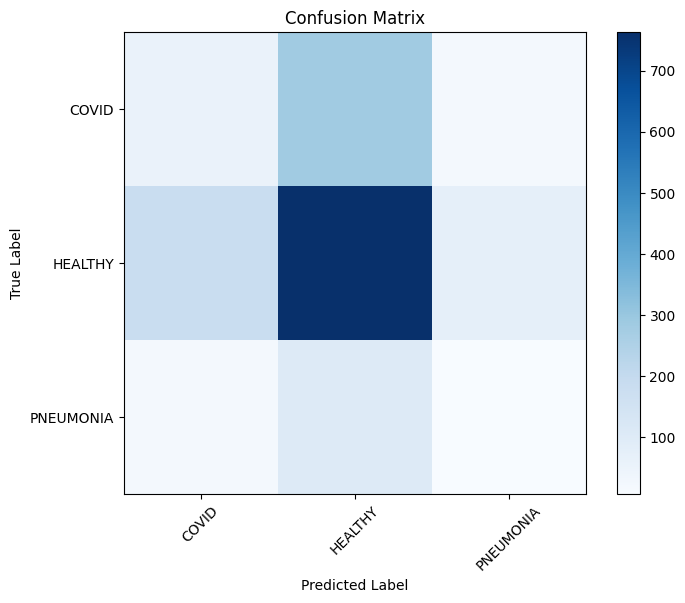 Confusion Matrix
True Label
COVID
HEALTHY
PNEUMONIA
COVID
HEALTHY
PNEUMONIA
Predicted Label
700
600
500
400
300
200
100